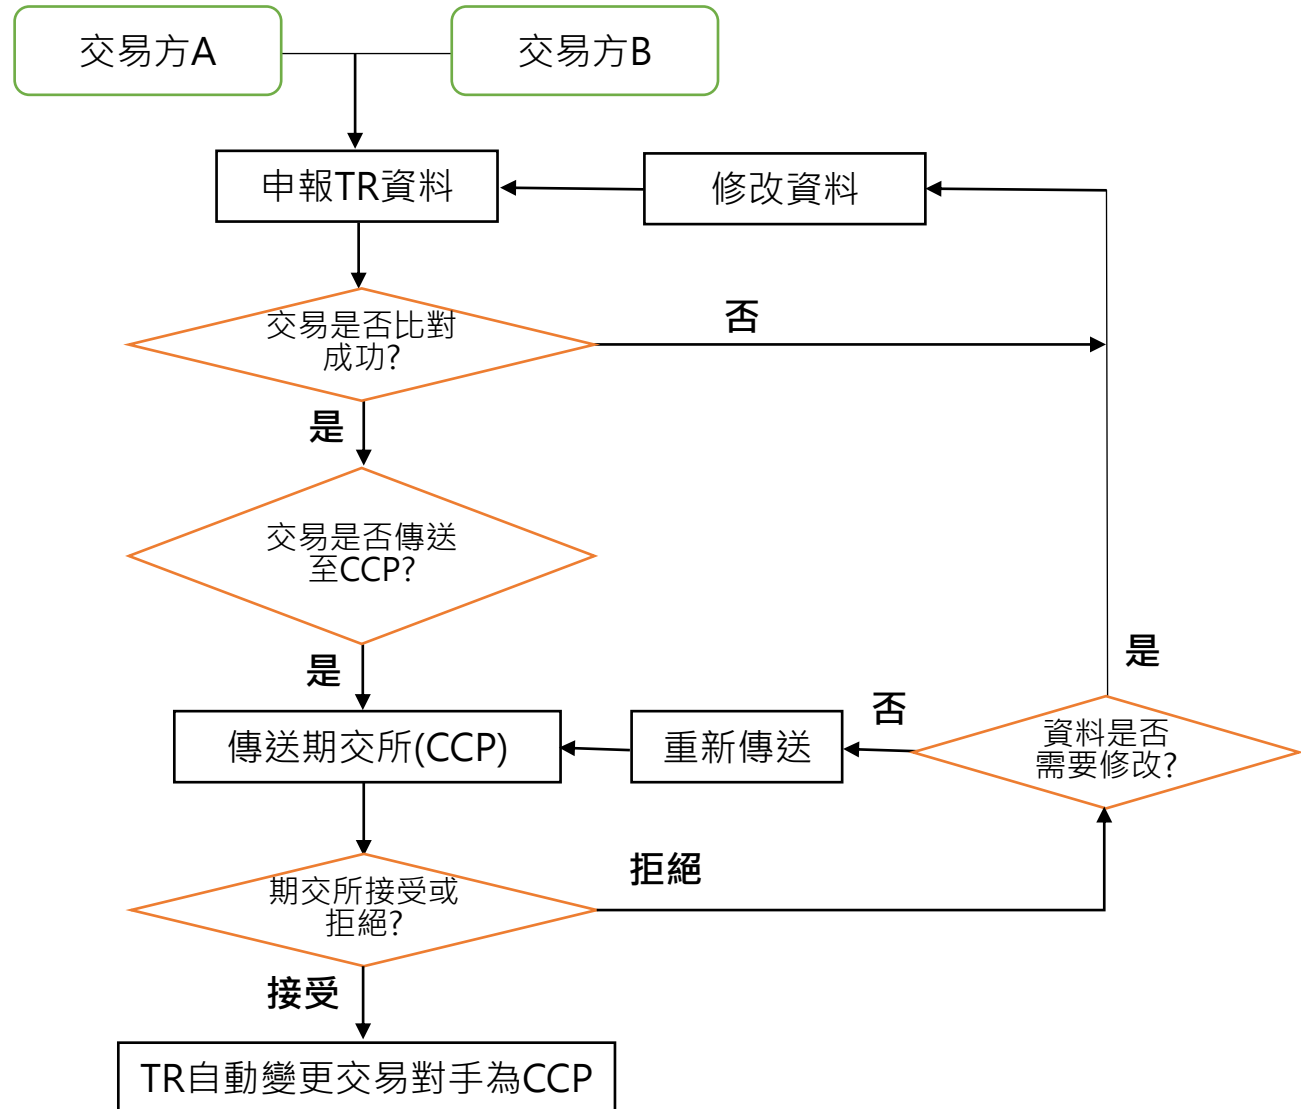 交易方A
交易方B
申報TR資料
修改資料
交易是否比對
成功?
否
是
交易是否傳送
至CCP?
是
是
傳送期交所(CCP)
重新傳送
否
資料是否
需要修改?
期交所接受或
拒絕?
拒絕
接受
TR自動變更交易對手為CCP